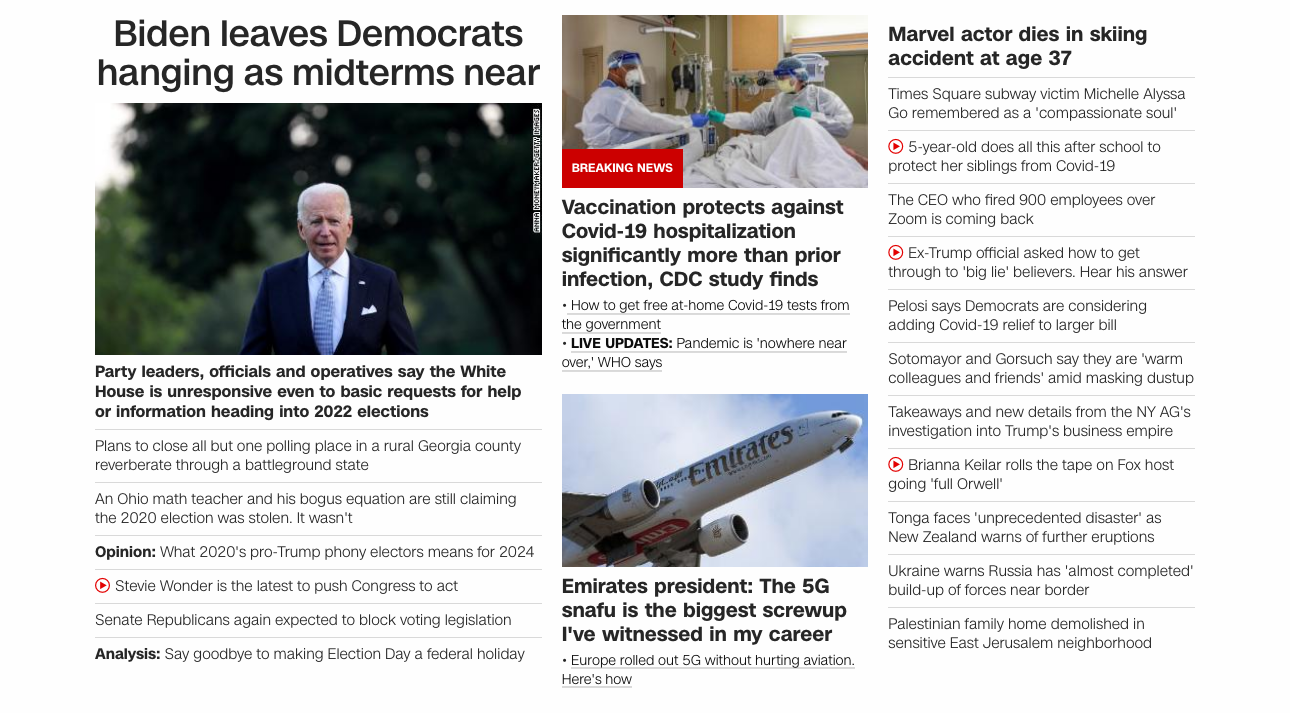 Biden leaves Democrats
hanging as midterms near
ANNA MONEYMAKER/GETTY IMAGES
Party leaders, officials and operatives say the White
House is unresponsive even to basic requests for help
or information heading into 2022 elections
Plans to close all but one polling place in a rural Georgia county
reverberate through a battleground state
An Ohio math teacher and his bogus equation are still claiming
the 2020 election was stolen. It wasn't
Opinion: What 2020's pro-Trump phony electors means for 2024
Stevie Wonder is the latest to push Congress to act
Senate Republicans again expected to block voting legislation
Analysis: Say goodbye to making Election Day a federal holiday
BREAKING NEWS
Vaccination protects against
Covid-19 hospitalization
significantly more than prior
infection, CDC study finds
• How to get free at-home Covid-19 tests from
the government
• LIVE UPDATES: Pandemic is 'nowhere near
over,' WHO says
Emirates
Emirates president: The 5G
snafu is the biggest screwup
I've witnessed in my career
• Europe rolled out 5G without hurting aviation.
Here's how
Marvel actor dies in skiing
accident at age 37
Times Square subway victim Michelle Alyssa
Go remembered as a 'compassionate soul'
5-year-old does all this after school to
protect her siblings from Covid-19
The CEO who fired 900 employees over
Zoom is coming back
Ex-Trump official asked how to get
through to 'big lie' believers. Hear his answer
Pelosi says Democrats are considering
adding Covid-19 relief to larger bill
Sotomayor and Gorsuch say they are 'warm
colleagues and friends' amid masking dustup
Takeaways and new details from the NY AG's
investigation into Trump's business empire
Brianna Keilar rolls the tape on Fox host
going 'full Orwell'
Tonga faces 'unprecedented disaster' as
New Zealand warns of further eruptions
Ukraine warns Russia has 'almost completed'
build-up of forces near border
Palestinian family home demolished in
sensitive East Jerusalem neighborhood